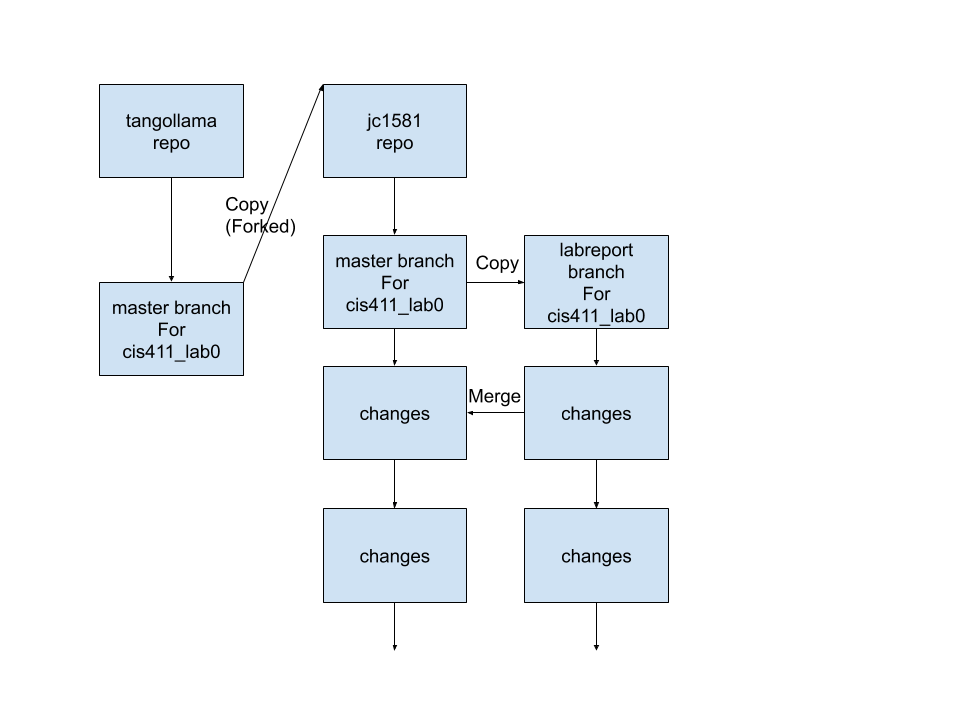 tangollama
repo
jc1581
repo
Copy
(Forked)
master branch
For
cis411_lab0
master branch
For
cis411_lab0
Copy
labreport
branch
For
cis411_lab0
changes
Merge
changes
changes
changes